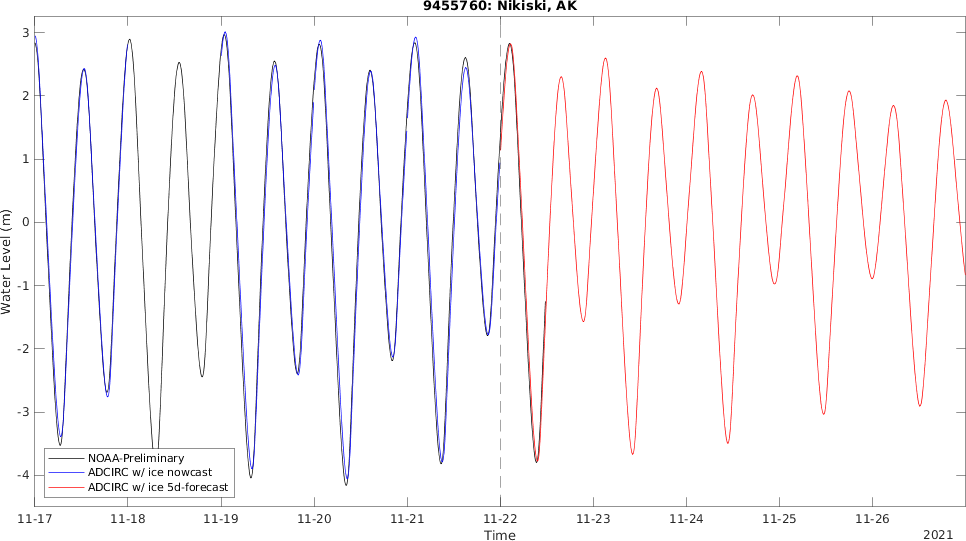 9455760: Nikiski, AK
3
2
1
0
-1
-2
-3
-4
Water Level (m)
NOAA-Preliminary
ADCIRC w/ ice nowcast
ADCIRC w/ ice 5d-forecast
11-17 11-18 11-19 11-20 11-21 11-22 11-23 11-24 11-25 11-26
Time
2021